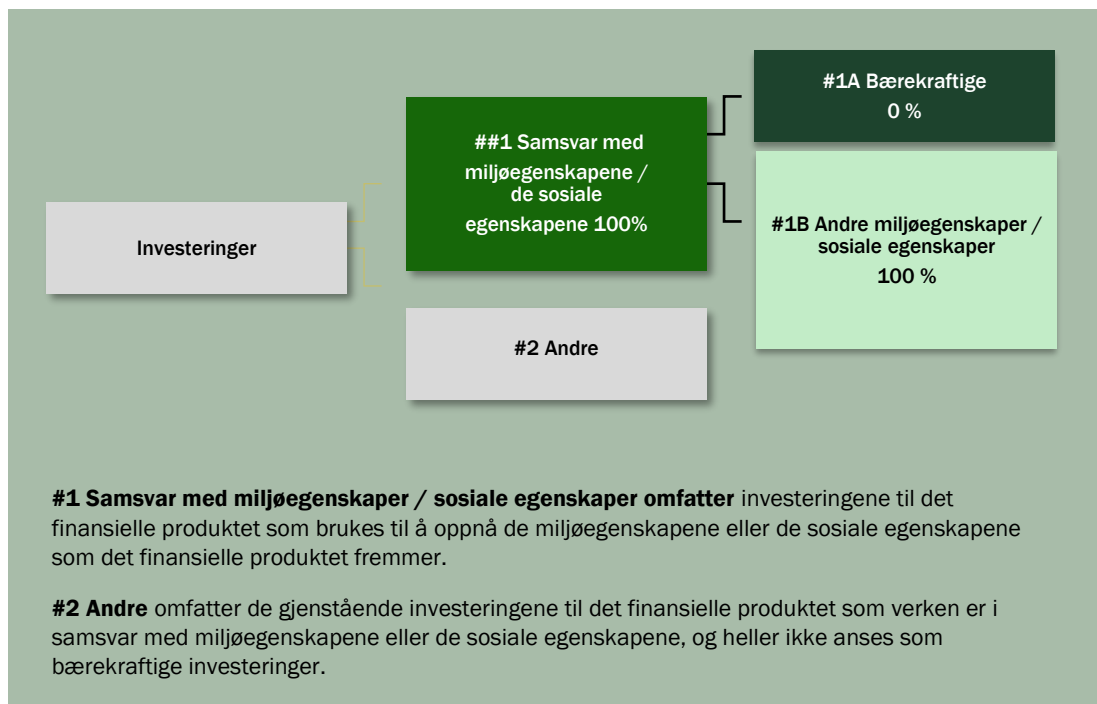 #1A Bærekraftige
0 %
##1 Samsvar med
miljøegenskapene /
de sosiale
egenskapene 100%
#1B Andre miljøegenskaper /
sosiale egenskaper
100 %
Investeringer
#2 Andre
#1 Samsvar med miljøegenskaper / sosiale egenskaper omfatter investeringene til det
finansielle produktet som brukes til å oppnå de miljøegenskapene eller de sosiale egenskapene
som det finansielle produktet fremmer.
#2 Andre omfatter de gjenstående investeringene til det finansielle produktet som verken er i
samsvar med miljøegenskapene eller de sosiale egenskapene, og heller ikke anses som
bærekraftige investeringer.